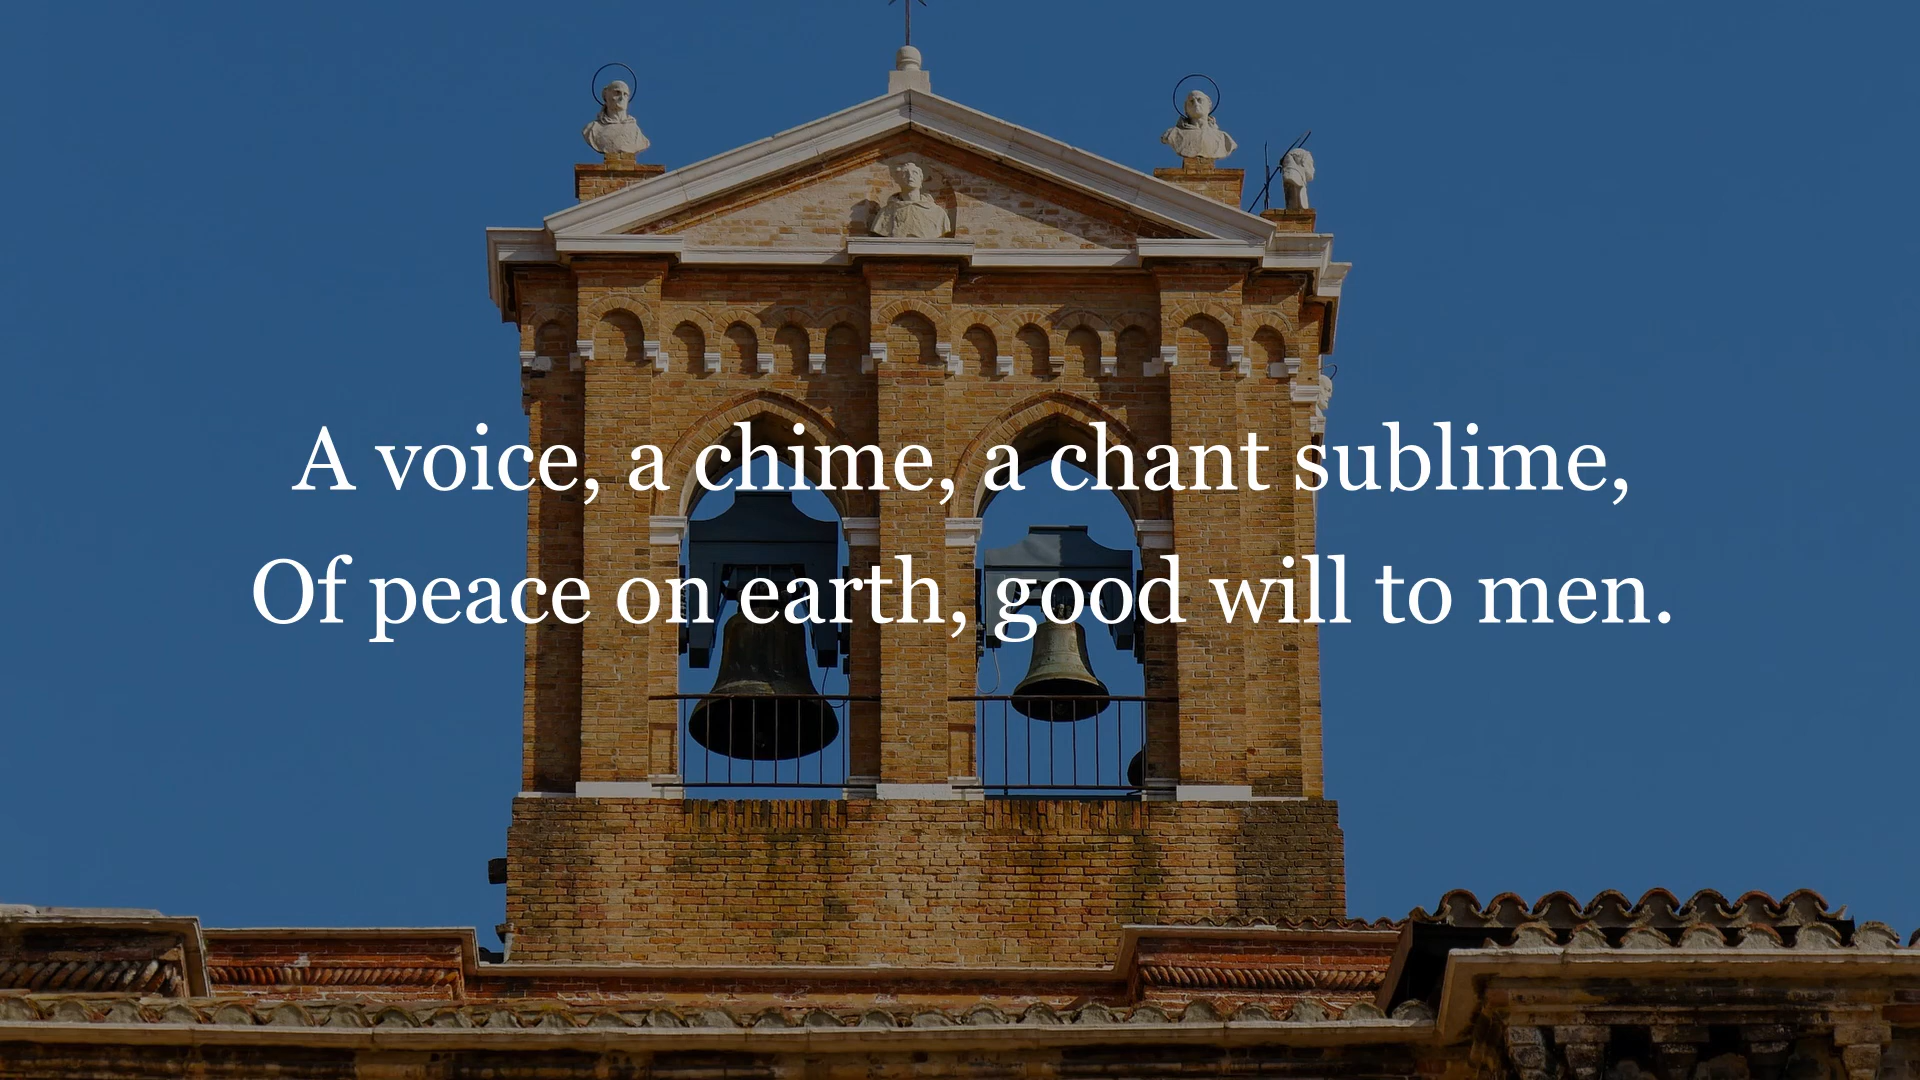 A voice, a chime, a chant sublime,
Of peace on earth, good will to men.